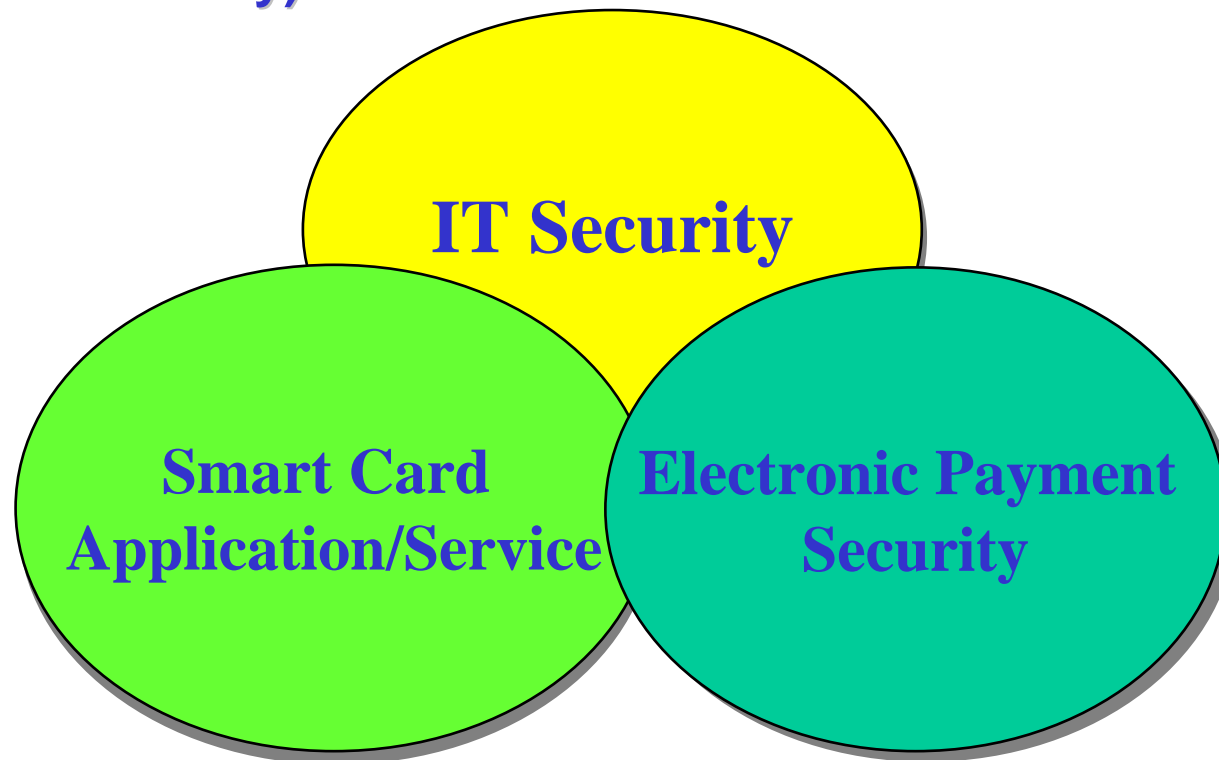 IT Security
Smart Card
Application/Service
Electronic Payment
Security